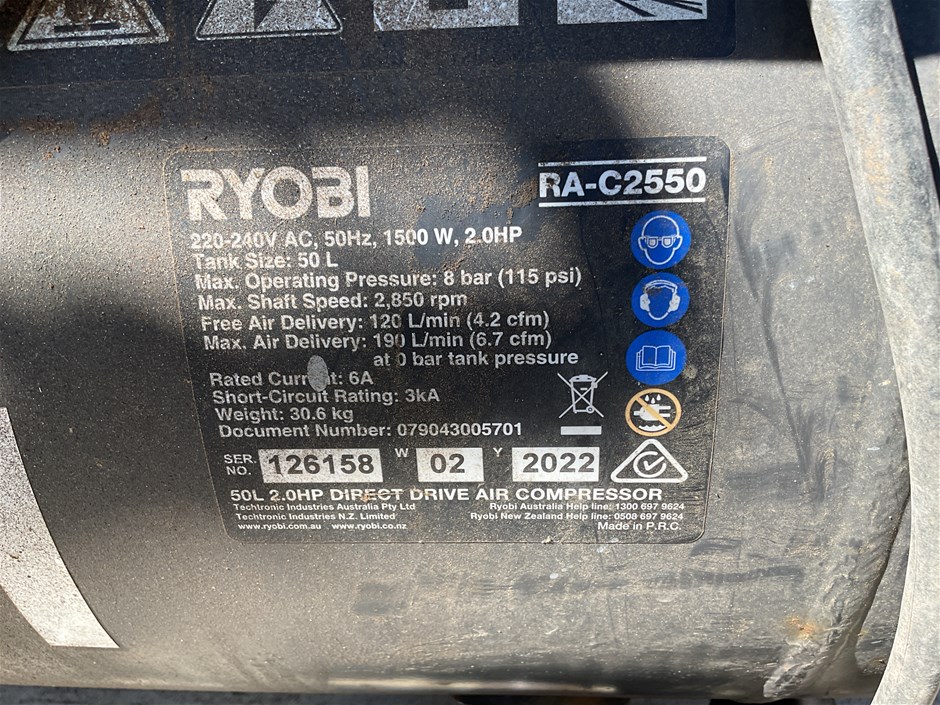 RYOBI
RA-C2550
220-240V AC, 50Hz, 1500 W, 2.0HP
Tank Size: 50 L
Max. Operating Pressure: 8 bar (115 psi)
Max. Shaft Speed: 2,850 rpm
Free Air Delivery: 120 L/min (4.2 cfm)
Max. Air Delivery: 190 L/min (6.7 cfm)
at 0 bar tank pressure
Rated Current: 6A
Short-Circuit Rating: 3kA
Weight: 30.6 kg
Document Number: 079043005701
SER. NO. 126158 W 02 Y 2022
50L 2.0HP DIRECT DRIVE AIR COMPRESSOR
Techtronic Industries Australia Pty Ltd Ryobi Australia Help line: 1300 697 9624
Techtronic Industries N.Z. Limited Ryobi New Zealand Help line: 0508 697 9624
www.ryobi.com.au www.ryobi.co.nz Made in P.R.C.